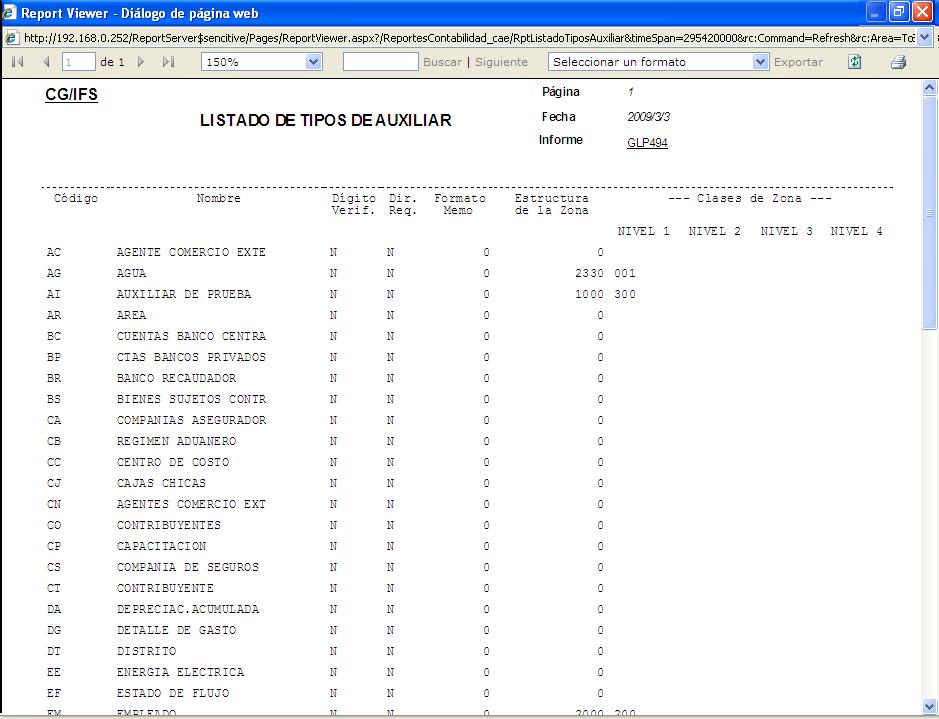 Report Viewer - Diálogo de página web
http://192.168.0.252/ReportServer$sencitive/Pages/ReportViewer.aspx?/ReportesContabilidad_cae/RptListadoTiposAuxiliar&timeSpan=295420000&rc:Command=Refresh&rc:Area=To
1 de 1 150% Buscar | Siguiente Seleccionar un formato Exportar
CG/IFS Página 1
LISTADO DE TIPOS DE AUXILIAR Fecha 2009/3/3
Informe GLP494
Código Nombre Dígito Dir. Formato Estructura --- Clases de Zona ---
Verif. Req. Memo de la Zona
NIVEL 1 NIVEL 2 NIVEL 3 NIVEL 4
AC AGENTE COMERCIO EXTE N N 0 0
AG AGUA N N 0 2330 001
AI AUXILIAR DE PRUEBA N N 0 1000 300
AR AREA N N 0 0
BC CUENTAS BANCO CENTRA N N 0 0
BP CTAS BANCOS PRIVADOS N N 0 0
BR BANCO RECAUDADOR N N 0 0
BS BIENES SUJETOS CONTR N N 0 0
CA COMPANIAS ASEGURADOR N N 0 0
CB REGIMEN ADUANERO N N 0 0
CC CENTRO DE COSTO N N 0 0
CJ CAJAS CHICAS N N 0 0
CN AGENTES COMERCIO EXT N N 0 0
CO CONTRIBUYENTES N N 0 0
CP CAPACITACION N N 0 0
CS COMPANIA DE SEGUROS N N 0 0
CT CONTRIBUYENTE N N 0 0
DA DEPRECIAC.ACUMULADA N N 0 0
DG DETALLE DE GASTO N N 0 0
DT DISTRITO N N 0 0
EE ENERGIA ELECTRICA N N 0 0
EF ESTADO DE FLUJO N N 0 0
EM EMPLEADO N N 0